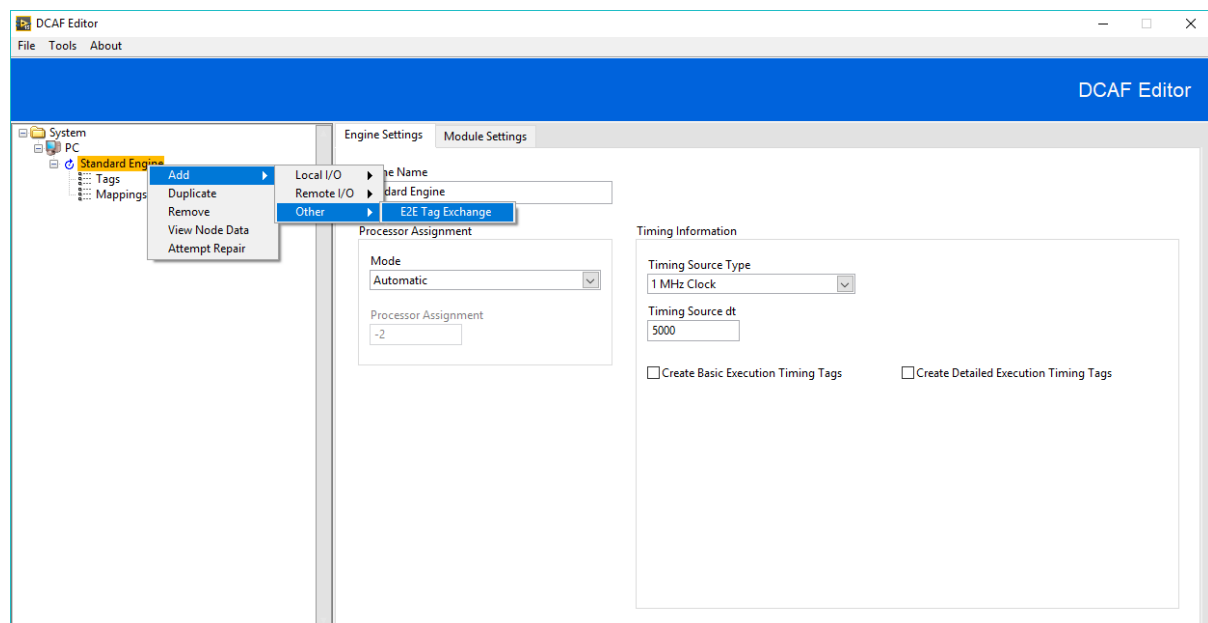 DCAF Editor
File Tools About
DCAF Editor
System
PC
Standard Engine
Tags
Mappings
Add
Duplicate
Remove
View Node Data
Attempt Repair
Local I/O
Remote I/O
Other
E2E Tag Exchange
Engine Settings
Module Settings
Name
Engine
Processor Assignment
Mode
Automatic
Processor Assignment
-2
Timing Information
Timing Source Type
1 MHz Clock
Timing Source dt
5000
Create Basic Execution Timing Tags
Create Detailed Execution Timing Tags